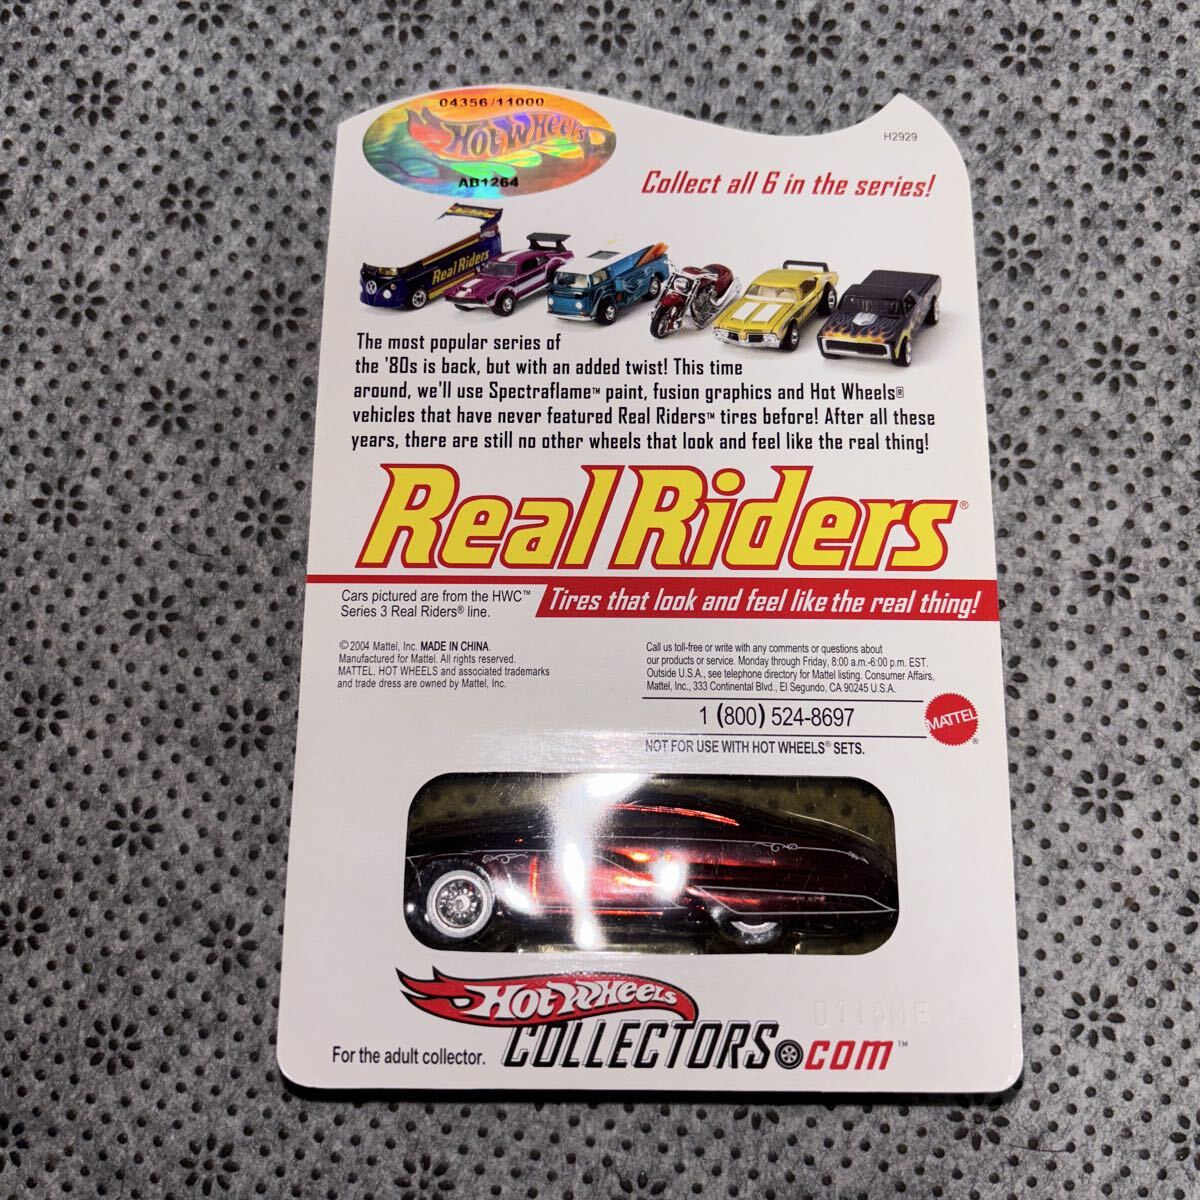 04356/11000
Hot Wheels
AB1264
H2929
Collect all 6 in the series!
Real Riders
Real Riders
The most popular series of
the '80s is back, but with an added twist! This time
around, we'll use Spectraflame™ paint, fusion graphics and Hot Wheels®
vehicles that have never featured Real Riders™ tires before! After all these
years, there are still no other wheels that look and feel like the real thing!
Real Riders®
Cars pictured are from the HWC™
Series 3 Real Riders® line.
Tires that look and feel like the real thing!
©2004 Mattel, Inc. MADE IN CHINA.
Manufactured for Mattel. All rights reserved.
MATTEL, HOT WHEELS and associated trademarks
and trade dress are owned by Mattel, Inc.
Call us toll-free or write with any comments or questions about
our products or service. Monday through Friday, 8:00 a.m.-6:00 p.m. EST.
Outside U.S.A., see telephone directory for Mattel listing. Consumer Affairs,
Mattel, Inc., 333 Continental Blvd., El Segundo, CA 90245 U.S.A.
1 (800) 524-8697
MATTEL®
NOT FOR USE WITH HOT WHEELS® SETS.
Hot Wheels
COLLECTORS.com™
For the adult collector.